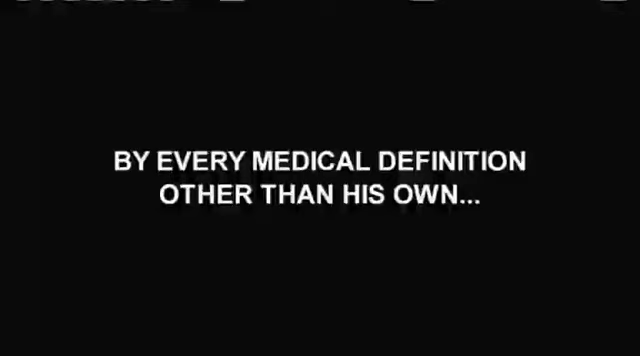 BY EVERY MEDICAL DEFINITION
OTHER THAN HIS OWN...